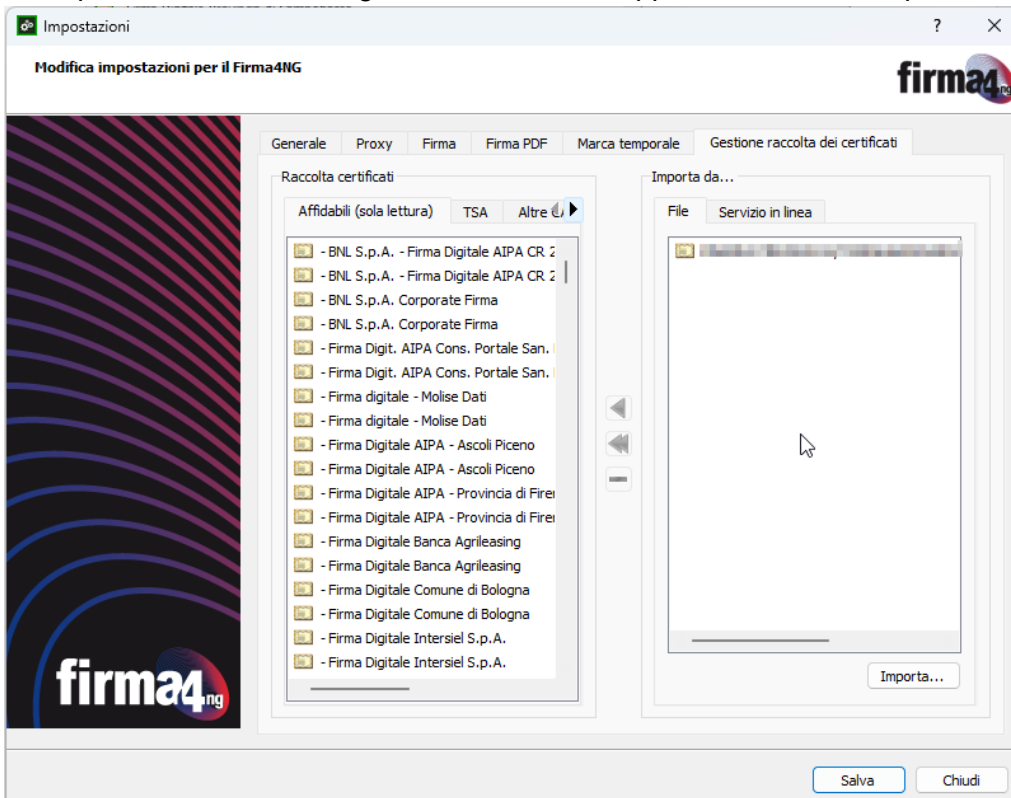 Impostazioni
?
Modifica impostazioni per il Firma4NG
firma4ng
Generale Proxy Firma Firma PDF Marca temporale Gestione raccolta dei certificati
Raccolta certificati
Affidabili (sola lettura) TSA Altre
- BNL S.p.A. - Firma Digitale AIPA CR 2
- BNL S.p.A. - Firma Digitale AIPA CR 2
- BNL S.p.A. Corporate Firma
- BNL S.p.A. Corporate Firma
- Firma Digit. AIPA Cons. Portale San.
- Firma Digit. AIPA Cons. Portale San.
- Firma digitale - Molise Dati
- Firma digitale - Molise Dati
- Firma Digitale AIPA - Ascoli Piceno
- Firma Digitale AIPA - Ascoli Piceno
- Firma Digitale AIPA - Provincia di Firer
- Firma Digitale AIPA - Provincia di Firer
- Firma Digitale Banca Agrileasing
- Firma Digitale Banca Agrileasing
- Firma Digitale Comune di Bologna
- Firma Digitale Comune di Bologna
- Firma Digitale Intersiel S.p.A.
- Firma Digitale Intersiel S.p.A.
Importa da...
File Servizio in linea
Importa...
firma4ng
Salva Chiudi